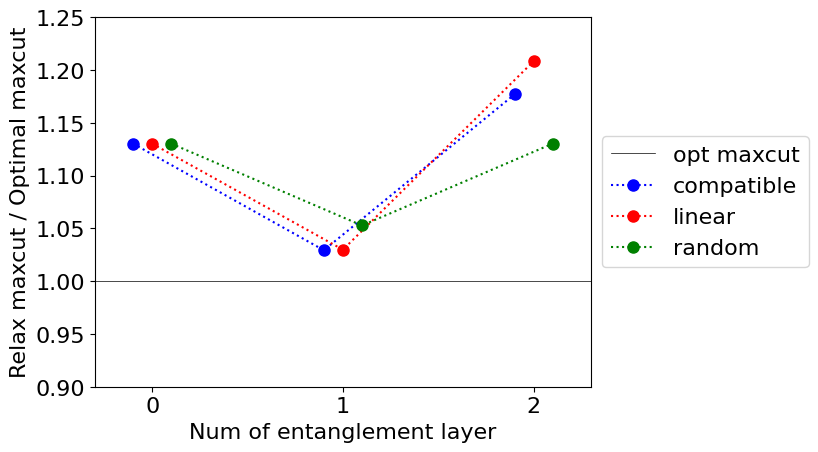 Relax maxcut / Optimal maxcut
1.25
1.20
1.15
1.10
1.05
1.00
0.95
0.90
0
1
2
Num of entanglement layer
opt maxcut
compatible
linear
random